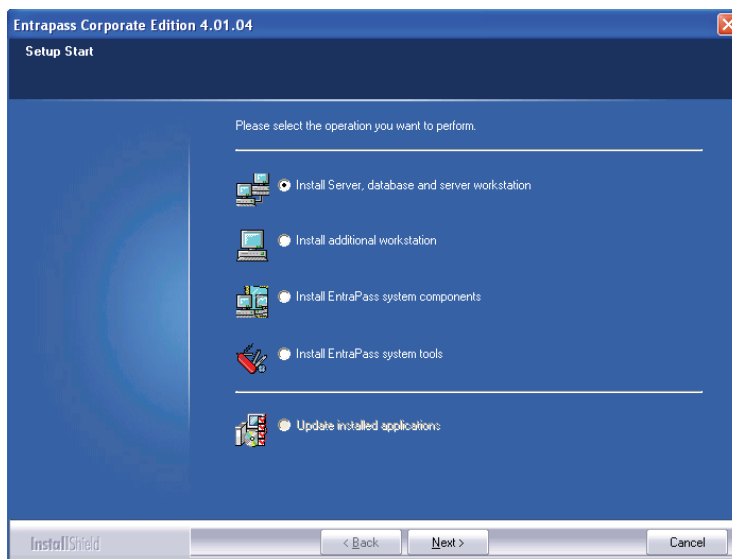 Entrapass Corporate Edition 4.01.04
Setup Start
Please select the operation you want to perform.
Install Server, database and server workstation
Install additional workstation
Install EntraPass system components
Install EntraPass system tools
Update installed applications
InstallShield
< Back
Next >
Cancel